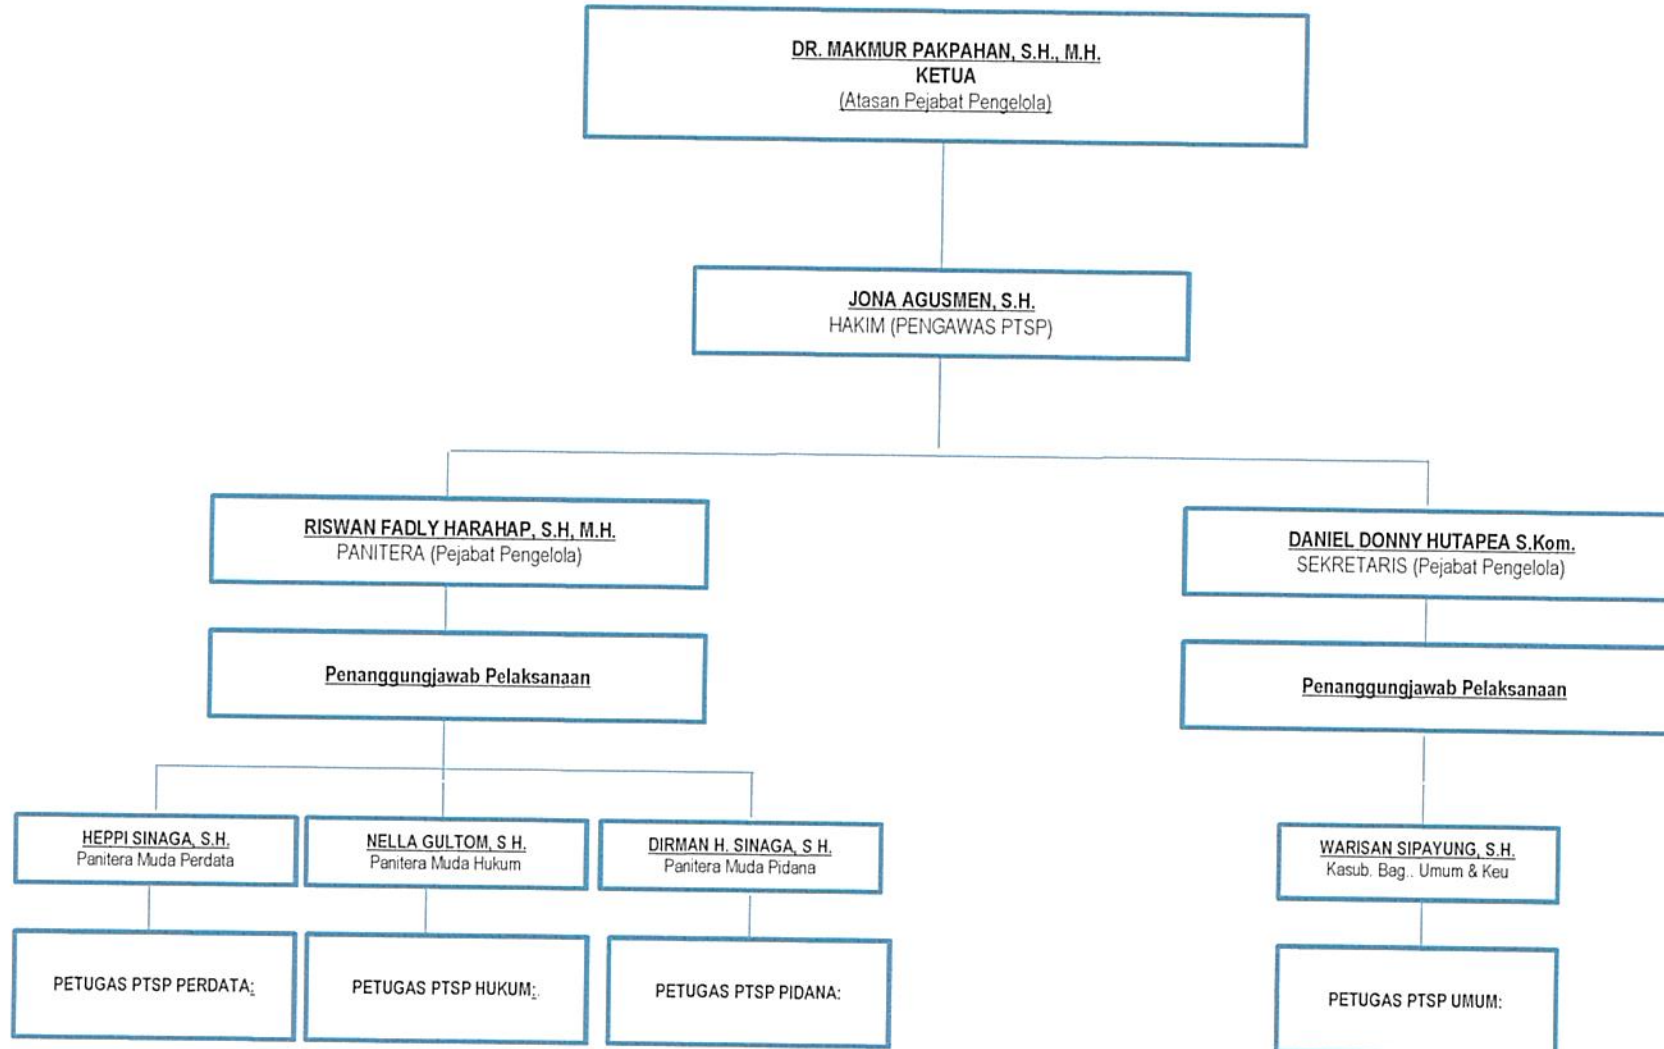 DR. MAKMUR PAKPAHAN, S.H., M.H.
KETUA
(Atasan Pejabat Pengelola)
JONA AGUSMEN, S.H.
HAKIM (PENGAWAS PTSP)
RISWAN FADLY HARAHAP, S.H, M.H.
PANITERA (Pejabat Pengelola)
DANIEL DONNY HUTAPEA S.Kom.
SEKRETARIS (Pejabat Pengelola)
Penanggungjawab Pelaksanaan
Penanggungjawab Pelaksanaan
HEPPI SINAGA, S.H.
Panitera Muda Perdata
NELLA GULTOM, S H.
Panitera Muda Hukum
DIRMAN H. SINAGA, S H.
Panitera Muda Pidana
WARISAN SIPAYUNG, S.H.
Kasub. Bag.. Umum & Keu
PETUGAS PTSP PERDATA:
PETUGAS PTSP HUKUM:.
PETUGAS PTSP PIDANA:
PETUGAS PTSP UMUM: